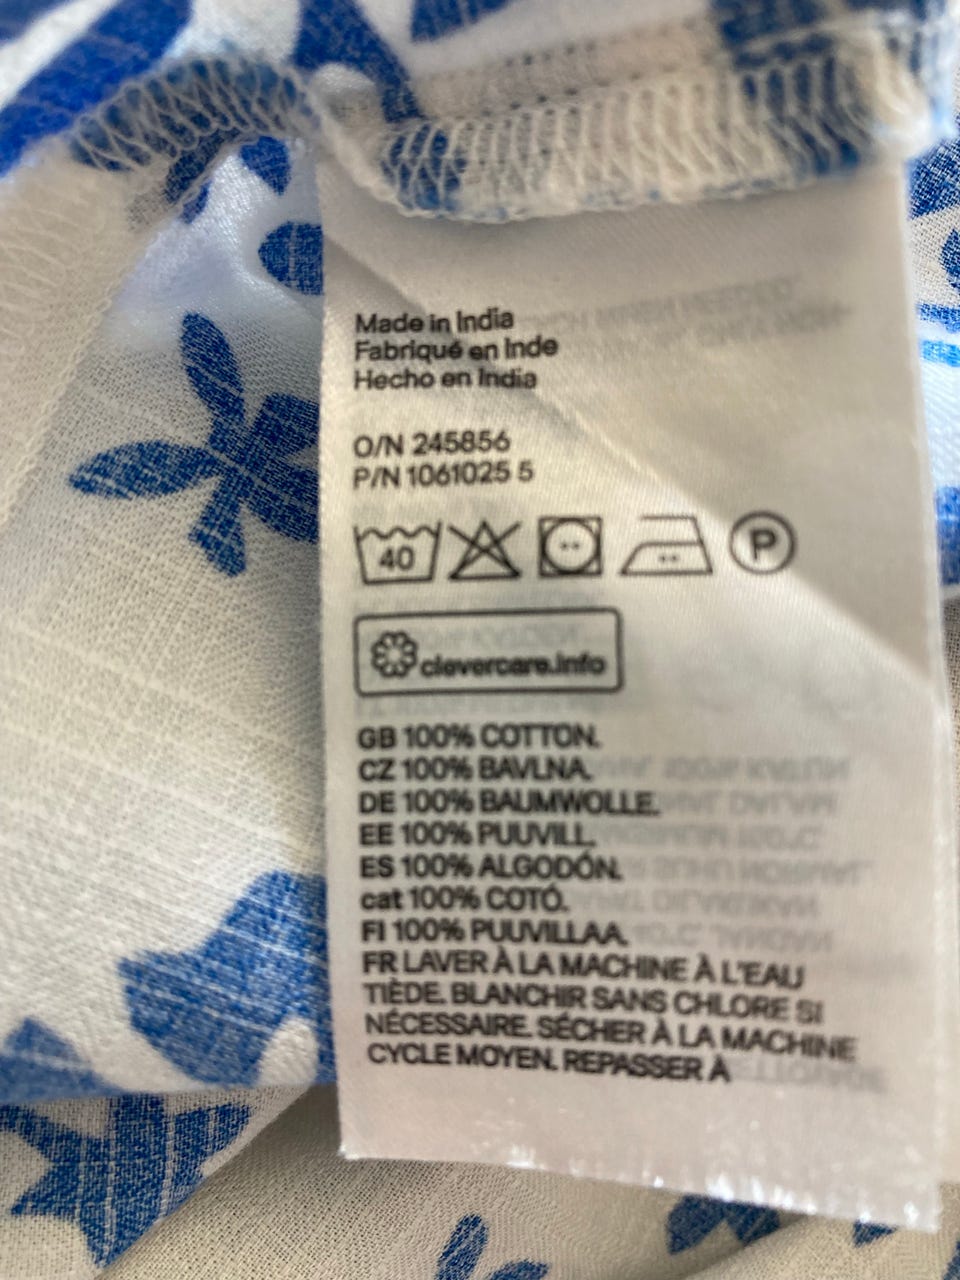 Made in India
Fabriqué en Inde
Hecho en India
O/N 245856
P/N 1061025 5
40 P
clevercare.info
GB 100% COTTON.
CZ 100% BAVLNA.
DE 100% BAUMWOLLE.
EE 100% PUUVILL.
ES 100% ALGODÓN.
cat 100% COTÓ.
FI 100% PUUVILLAA.
FR LAVER À LA MACHINE À L'EAU
TIÈDE. BLANCHIR SANS CHLORE SI
NÉCESSAIRE. SÉCHER À LA MACHINE
CYCLE MOYEN. REPASSER À